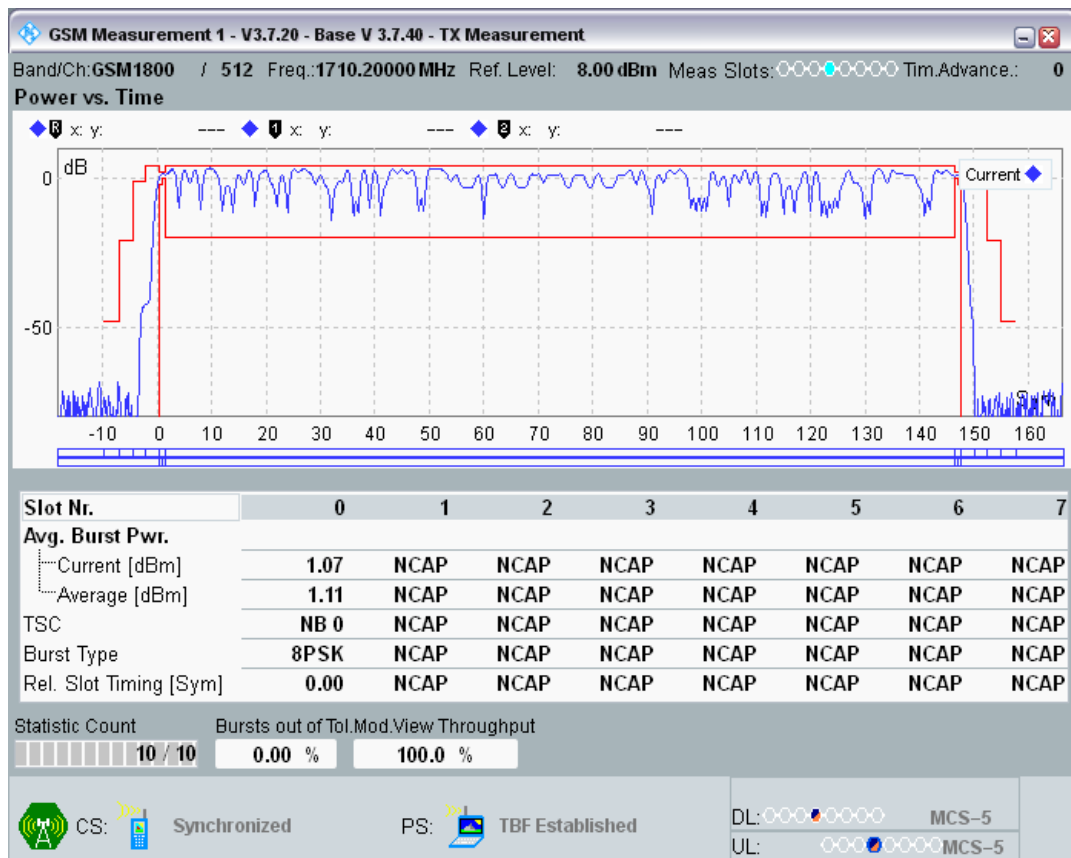 GSM Measurement 1 - V3.7.20 - Base V 3.7.40 - TX Measurement
Band/Ch:GSM1800 / 512 Freq.:1710.20000 MHz Ref. Level: 8.00 dBm Meas Slots: Tim.Advance.: 0
Power vs. Time
R x: y: --- 1 x: y: --- 2 x: y: ---
dB
Current
0
-50
-10 0 10 20 30 40 50 60 70 80 90 100 110 120 130 140 150 160
Slot Nr. 0 1 2 3 4 5 6 7
Avg. Burst Pwr.
Current [dBm] 1.07 NCAP NCAP NCAP NCAP NCAP NCAP NCAP
Average [dBm] 1.11 NCAP NCAP NCAP NCAP NCAP NCAP NCAP
TSC NB 0 NCAP NCAP NCAP NCAP NCAP NCAP NCAP
Burst Type 8PSK NCAP NCAP NCAP NCAP NCAP NCAP NCAP
Rel. Slot Timing [Sym] 0.00 NCAP NCAP NCAP NCAP NCAP NCAP NCAP
Statistic Count Bursts out of Tol.Mod.View Throughput
10 / 10 0.00 % 100.0 %
CS: Synchronized PS: TBF Established
DL: MCS-5
UL: MCS-5